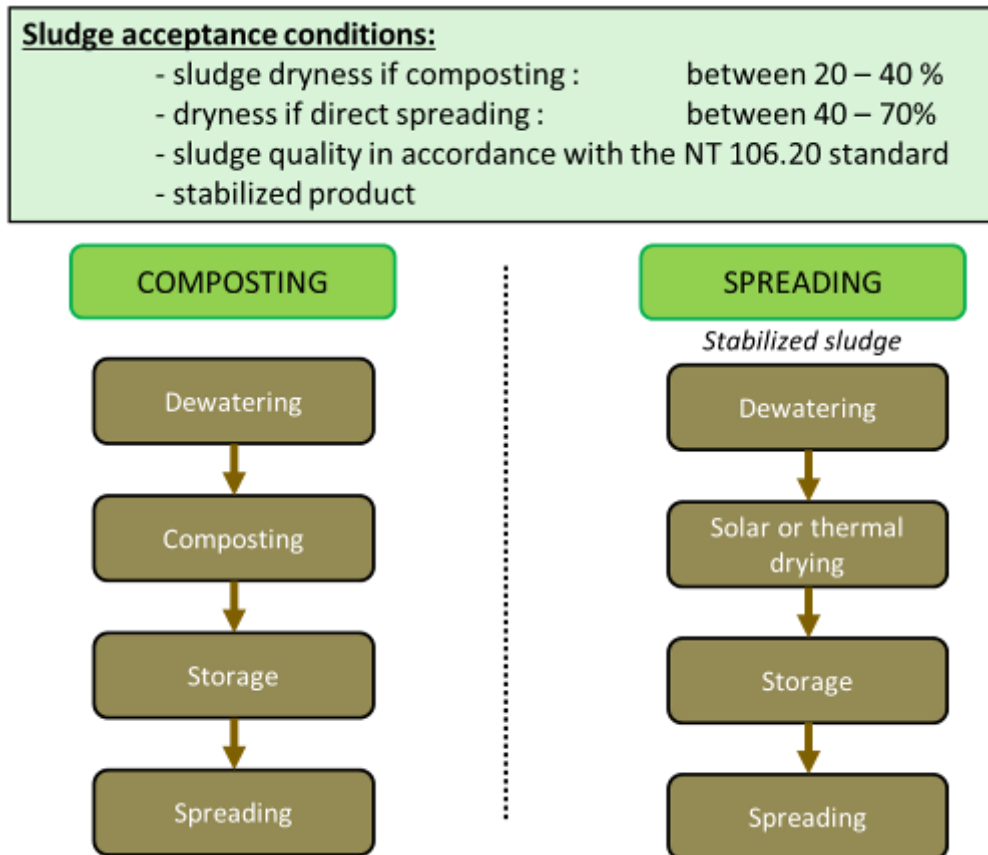 Sludge acceptance conditions:
- sludge dryness if composting : between 20 – 40 %
- dryness if direct spreading : between 40 – 70%
- sludge quality in accordance with the NT 106.20 standard
- stabilized product
COMPOSTING
Dewatering
Composting
Storage
Spreading
SPREADING
Stabilized sludge
Dewatering
Solar or thermal
drying
Storage
Spreading